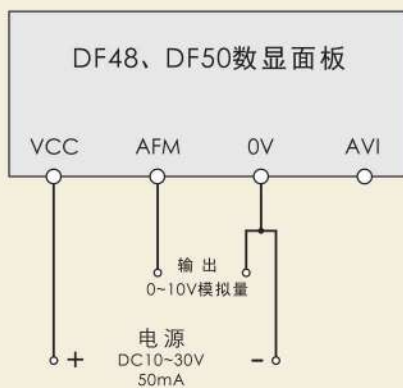 DF48、DF50数显面板
VCC AFM 0V AVI
输出
0~10V模拟量
电源
+ DC10~30V -
50mA